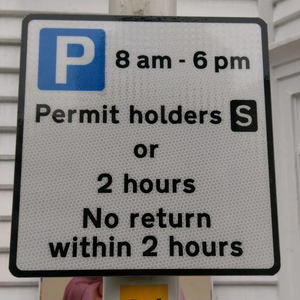 P 8 am - 6 pm
Permit holders S
or
2 hours
No return
within 2 hours